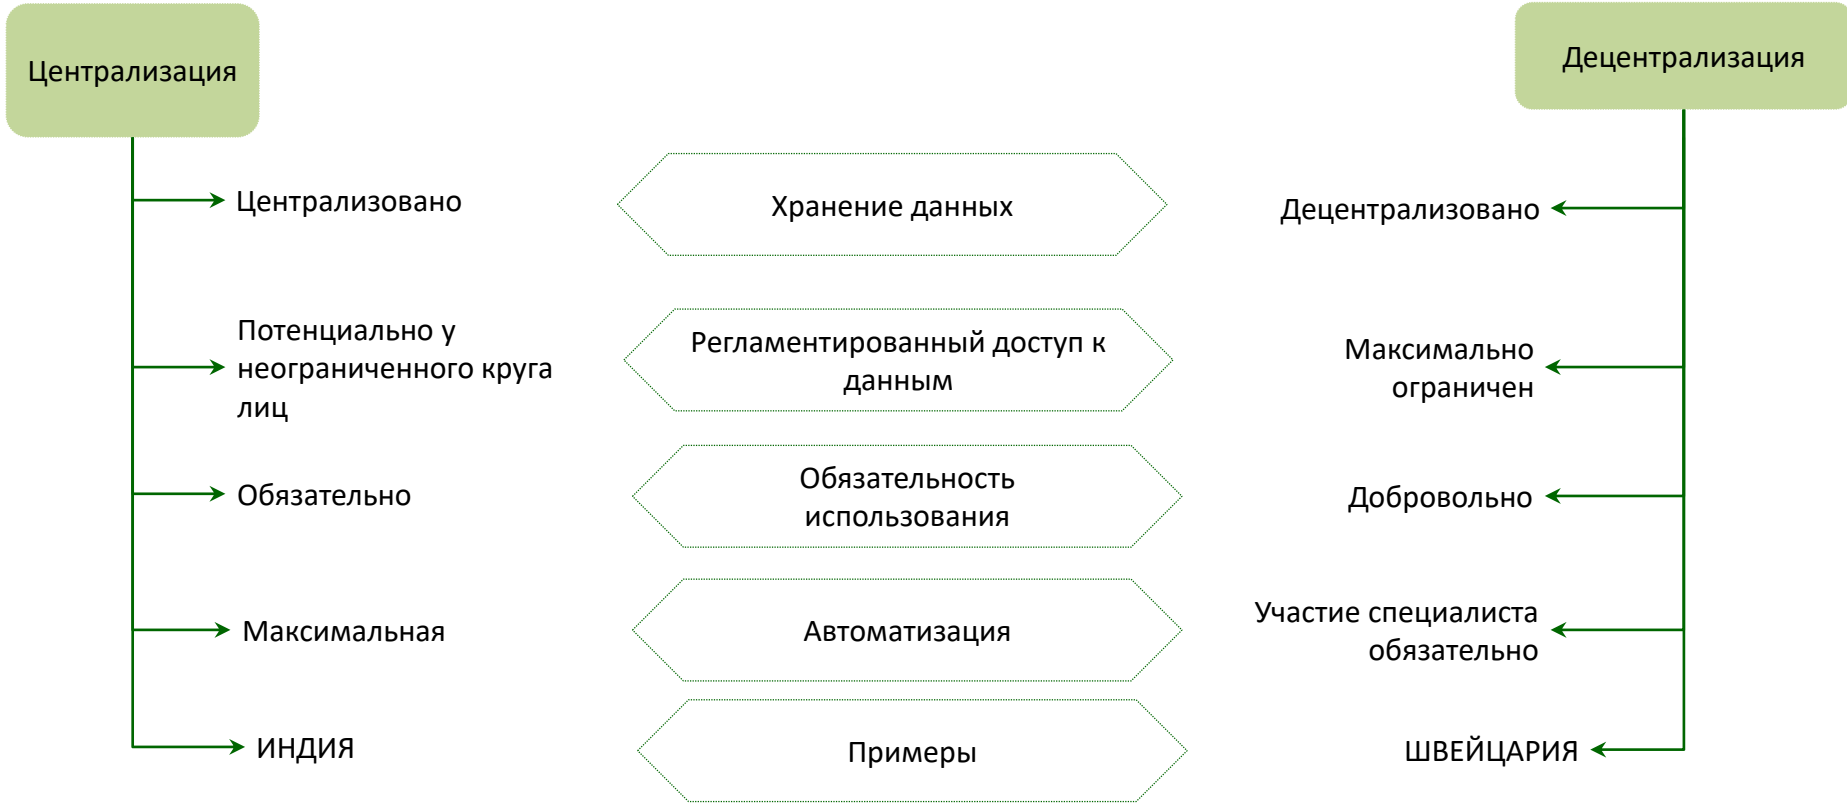 Централизация
Децентрализация
Централизовано
Хранение данных
Децентрализовано
Потенциально у
неограниченного круга
лиц
Регламентированный доступ к
данным
Максимально
ограничен
Обязательно
Обязательность
использования
Добровольно
Максимальная
Автоматизация
Участие специалиста
обязательно
ИНДИЯ
Примеры
ШВЕЙЦАРИЯ